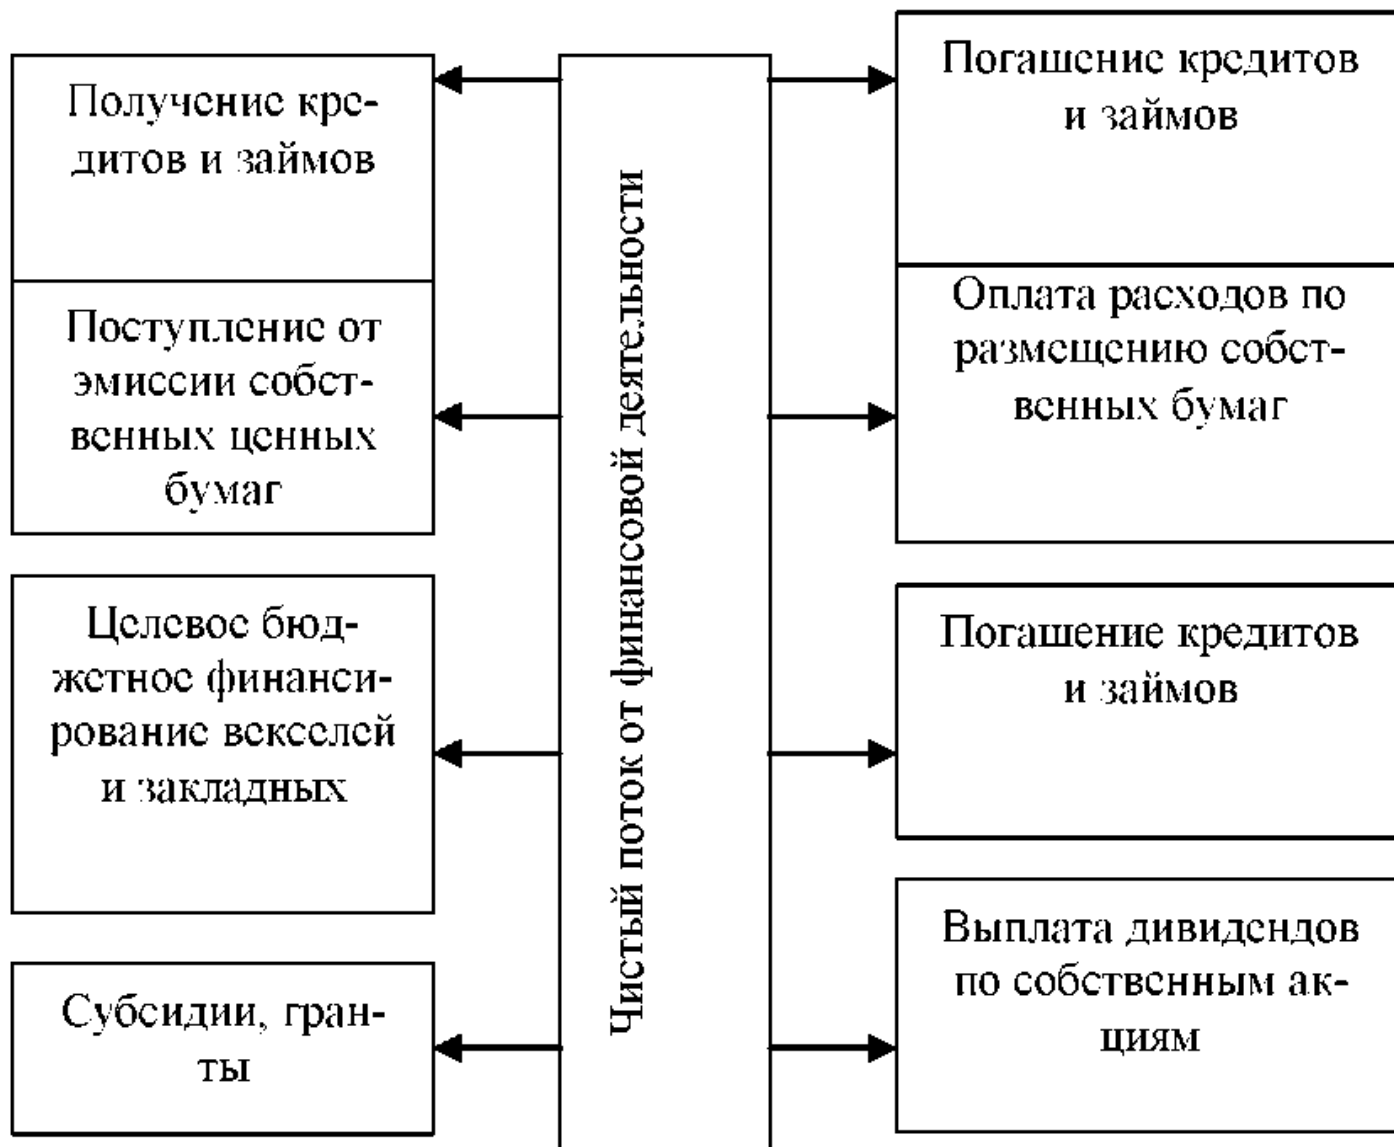 Получение кре-
дитов и займов
Поступление от
эмиссии собст-
венных ценных
бумаг
Целевое бюд-
жетное финанси-
рование векселей
и закладных
Субсидии, гран-
ты
Чистый поток от финансовой деятельности
Погашение кредитов
и займов
Оплата расходов по
размещению собст-
венных бумаг
Погашение кредитов
и займов
Выплата дивидендов
по собственным ак-
циям